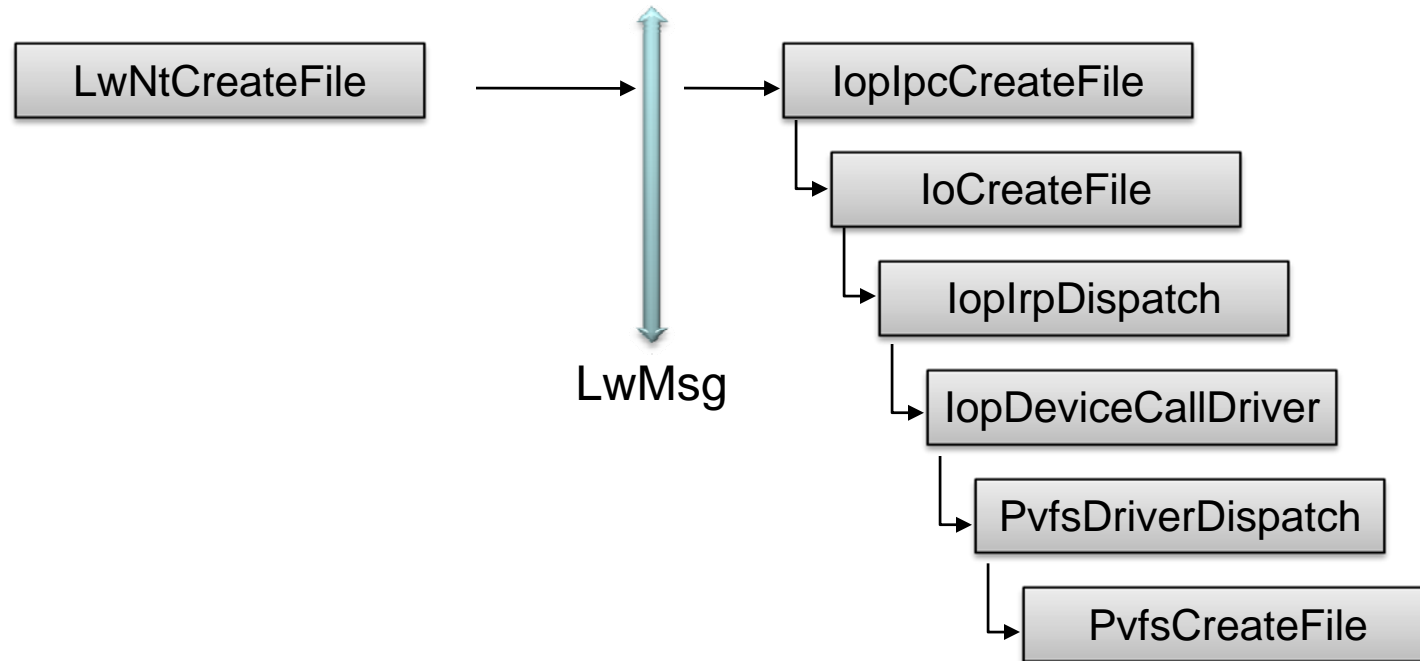 LwNtCreateFile
IopIpcCreateFile
IoCreateFile
IopIrpDispatch
LwMsg
IopDeviceCallDriver
PvfsDriverDispatch
PvfsCreateFile